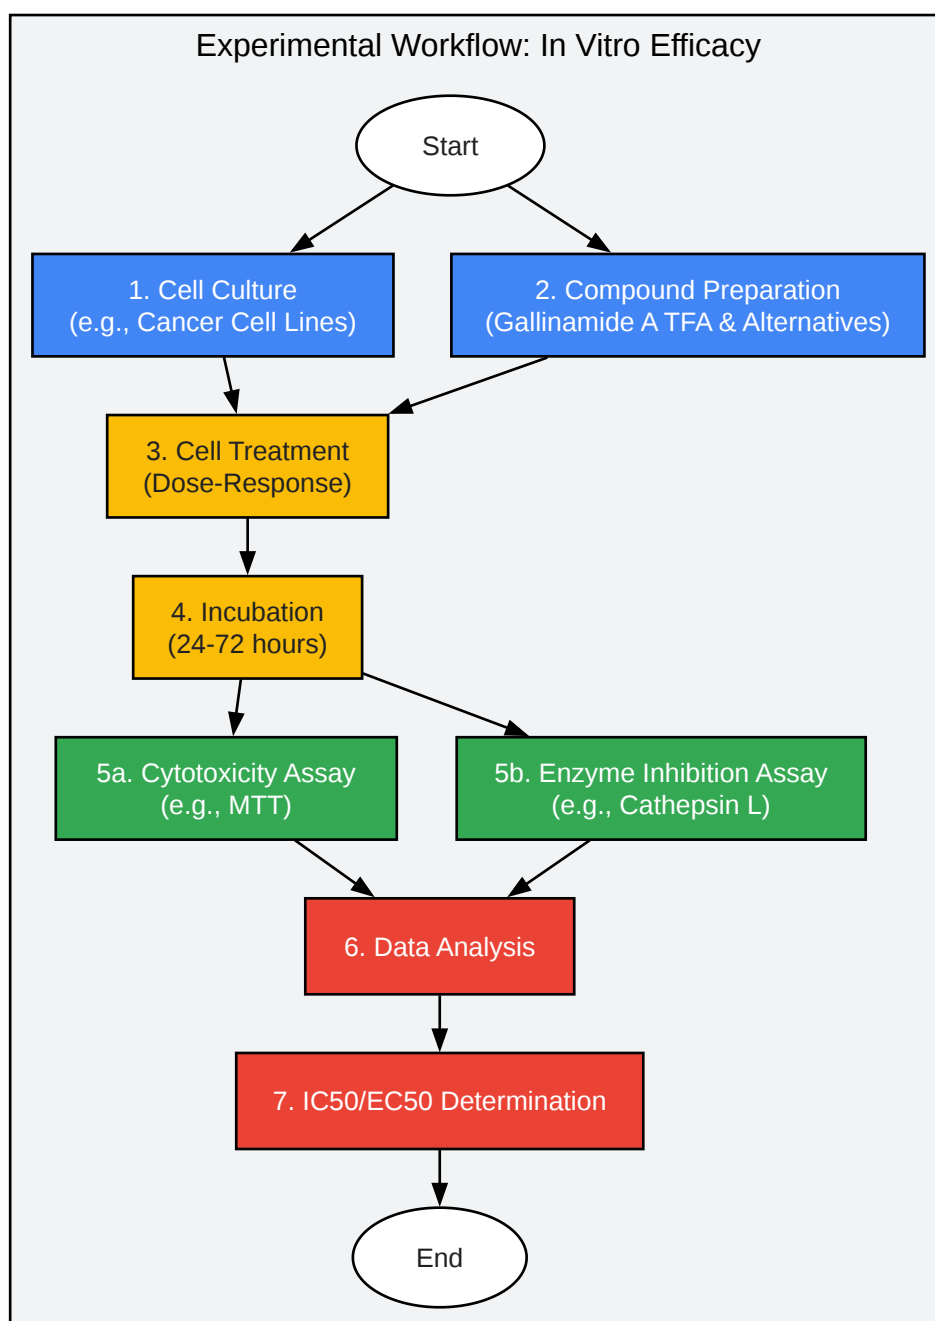 Experimental Workflow: In Vitro Efficacy
Start
1. Cell Culture
(e.g., Cancer Cell Lines)
2. Compound Preparation
(Gallinamide A TFA & Alternatives)
3. Cell Treatment
(Dose-Response)
4. Incubation
(24-72 hours)
5a. Cytotoxicity Assay
(e.g., MTT)
5b. Enzyme Inhibition Assay
(e.g., Cathepsin L)
6. Data Analysis
7. IC50/EC50 Determination
End